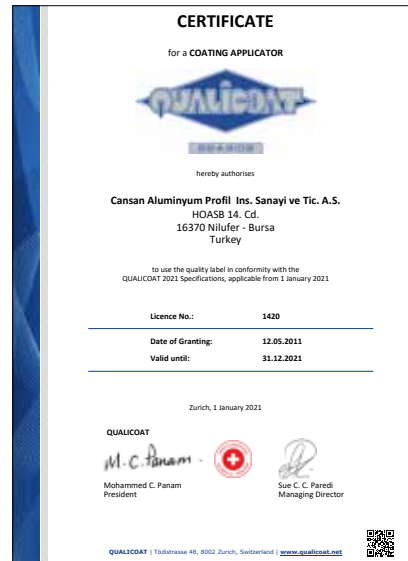 CERTIFICATE
for a COATING APPLICATOR
QUALICOAT
SEASIDE
hereby authorises
Cansan Aluminyum Profil Ins. Sanayi ve Tic. A.S.
HOASB 14. Cd.
16370 Nilufer - Bursa
Turkey
to use the quality label in conformity with the
QUALICOAT 2021 Specifications, applicable from 1 January 2021
Licence No.: 1420
Date of Granting: 12.05.2011
Valid until: 31.12.2021
Zurich, 1 January 2021
QUALICOAT
M.C. Panam
Mohammed C. Panam
President
Sue C. C. Paredi
Managing Director
QUALICOAT | Tödistrasse 48, 8002 Zurich, Switzerland | www.qualicoat.net